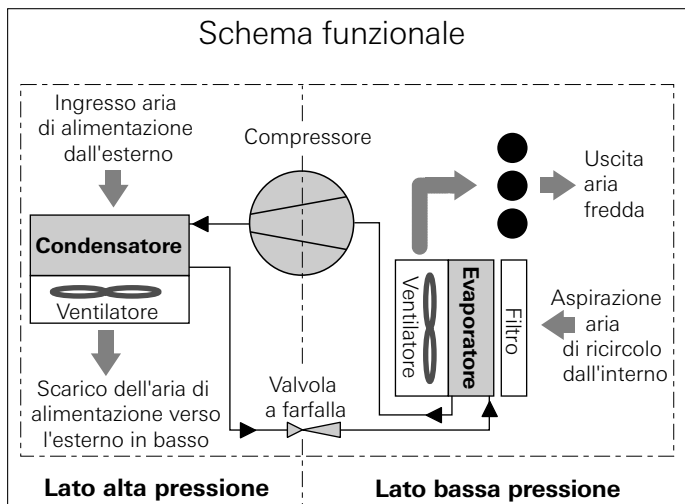 Schema funzionale
Ingresso aria
di alimentazione
dall'esterno
Compressore
Uscita
aria
fredda
Condensatore
Ventilatore
Ventilatore
Evaporatore
Filtro
Aspirazione
aria
di ricircolo
dall'interno
Scarico dell'aria di
alimentazione verso
l'esterno in basso
Valvola
a farfalla
Lato alta pressione
Lato bassa pressione